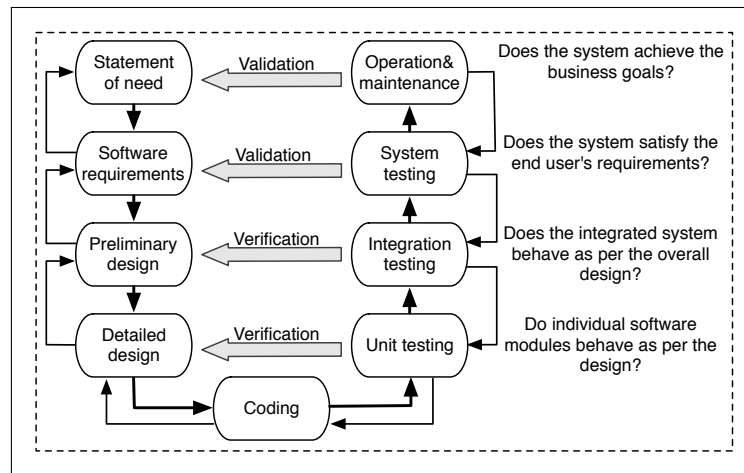 Statement
of need
Validation
Operation&
maintenance
Does the system achieve the
business goals?
Software
requirements
Validation
System
testing
Does the system satisfy the
end user's requirements?
Preliminary
design
Verification
Integration
testing
Does the integrated system
behave as per the overall
design?
Detailed
design
Verification
Unit testing
Do individual software
modules behave as per the
design?
Coding